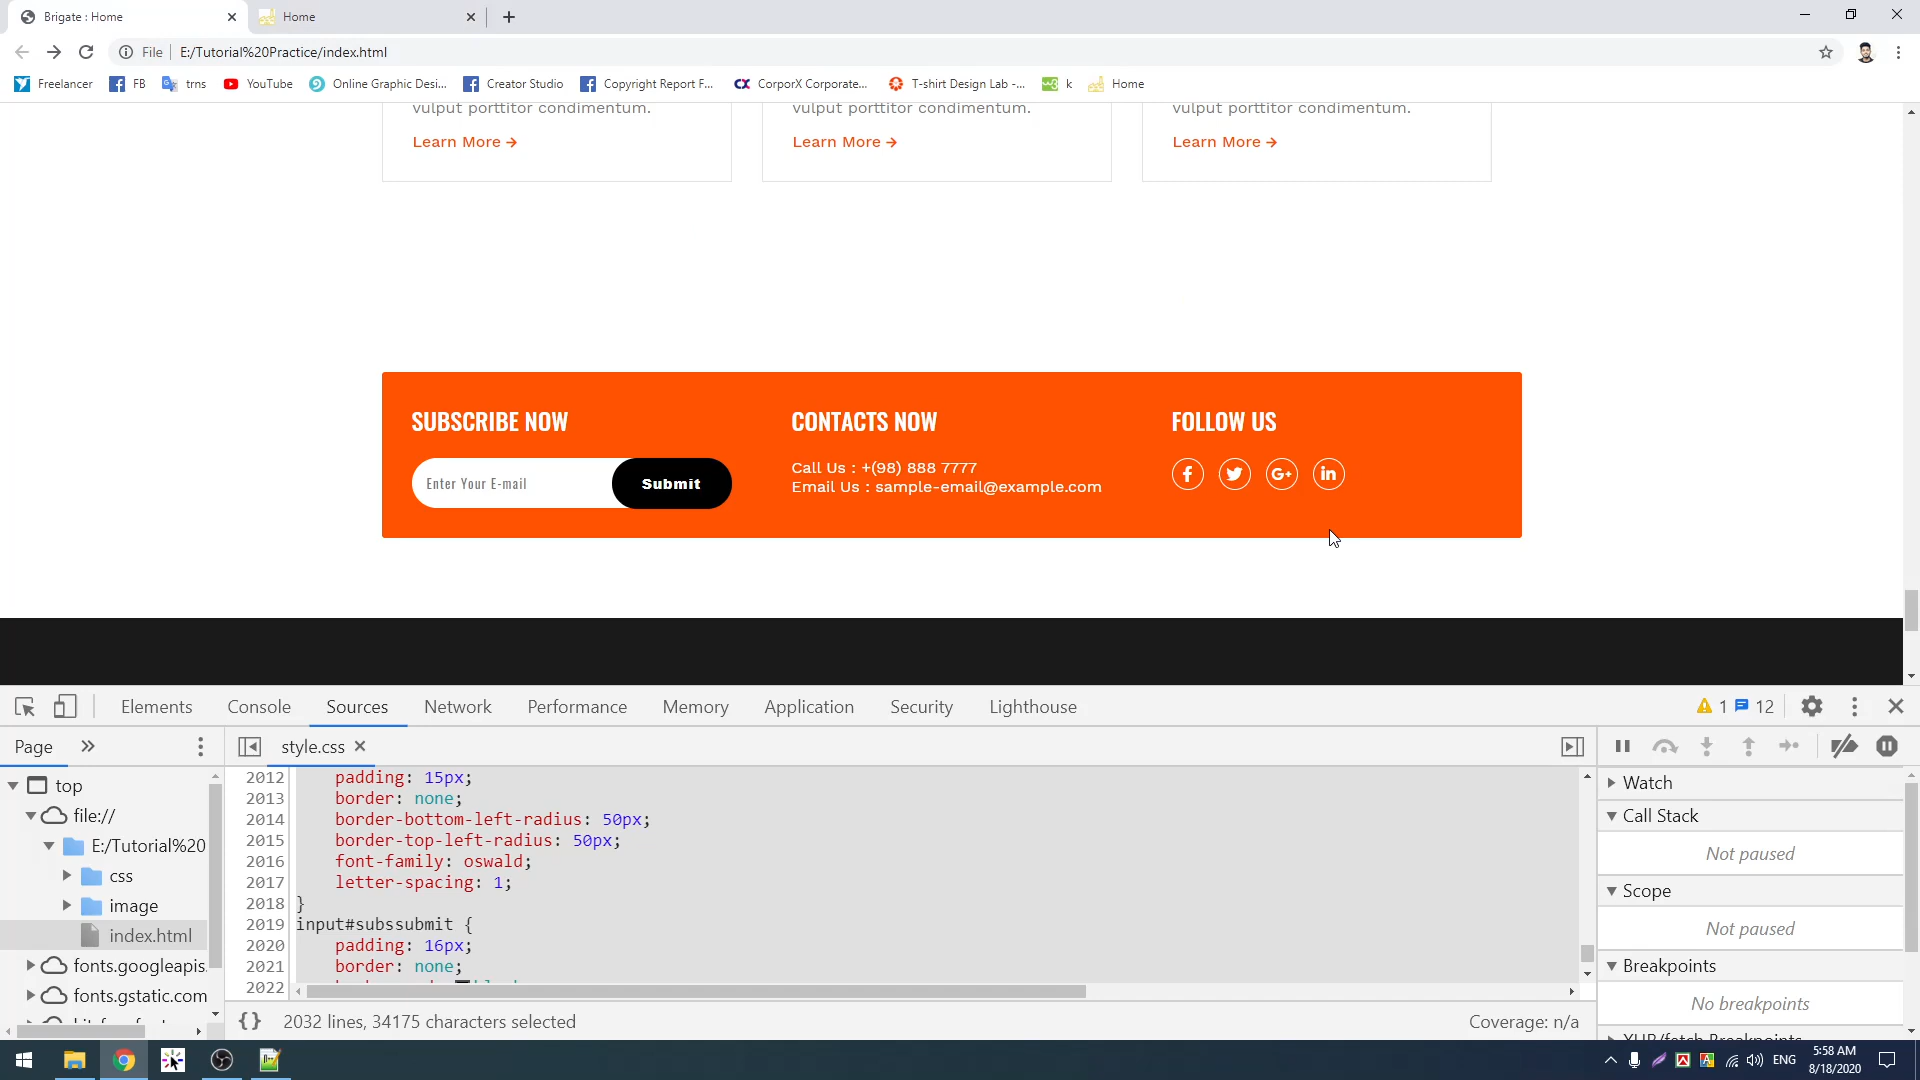 Brigate : Home
Home
File
E:/Tutorial%20Practice/index.html
Freelancer
FB
trns
YouTube
Online Graphic Desi...
Creator Studio
Copyright Report F...
CorporX Corporate...
T-shirt Design Lab -...
k
Home
vulput porttitor condimentum.
vulput porttitor condimentum.
vulput porttitor condimentum.
Learn More →
Learn More →
Learn More →
SUBSCRIBE NOW
CONTACTS NOW
FOLLOW US
Enter Your E-mail
Submit
Call Us : +(98) 888 7777
Email Us : sample-email@example.com
Elements
Console
Sources
Network
Performance
Memory
Application
Security
Lighthouse
1
12
Page
style.css
top
file://
E:/Tutorial%20
css
image
index.html
fonts.googleapis.
fonts.gstatic.com
2012 padding: 15px;
2013 border: none;
2014 border-bottom-left-radius: 50px;
2015 border-top-left-radius: 50px;
2016 font-family: oswald;
2017 letter-spacing: 1;
2018 }
2019 input#subssubmit {
2020 padding: 16px;
2021 border: none;
2022
{} 2032 lines, 34175 characters selected
Coverage: n/a
Watch
Call Stack
Not paused
Scope
Not paused
Breakpoints
No breakpoints
XHR/fetch Breakpoints
ENG
5:58 AM
8/18/2020